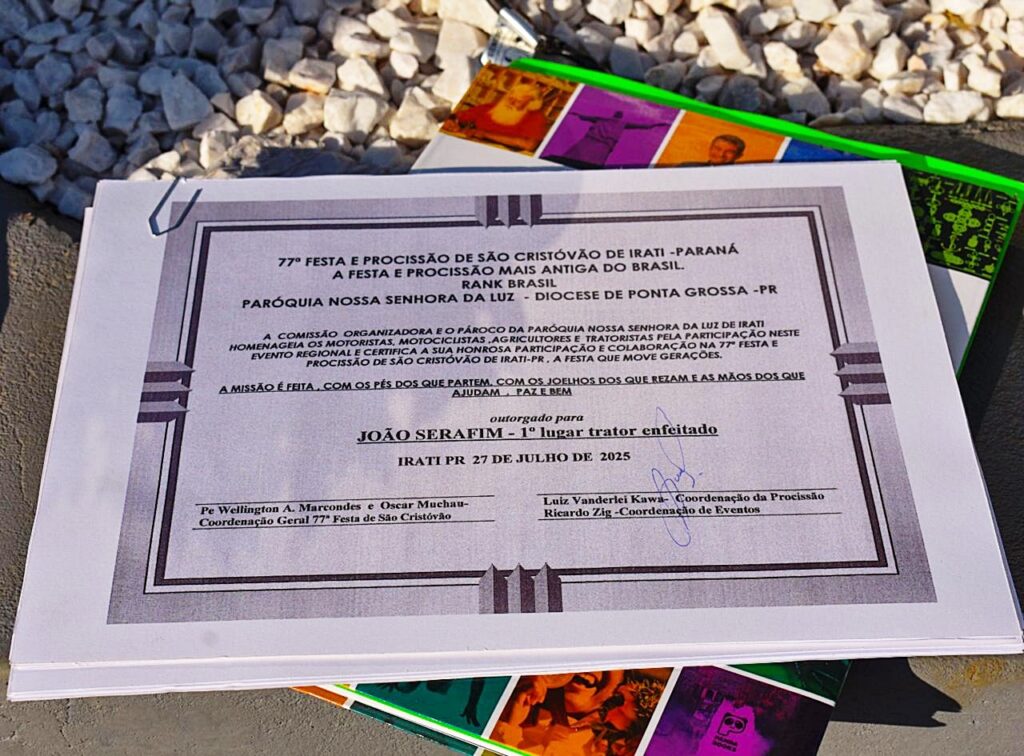 77ª FESTA E PROCISSÃO DE SÃO CRISTÓVÃO DE IRATI -PARANÁ
A FESTA E PROCISSÃO MAIS ANTIGA DO BRASIL.
RANK BRASIL
PARÓQUIA NOSSA SENHORA DA LUZ - DIOCESE DE PONTA GROSSA -PR
A COMISSÃO ORGANIZADORA E O PÁROCO DA PARÓQUIA NOSSA SENHORA DA LUZ DE IRATI
HOMENAGEIA OS MOTORISTAS, MOTOCICLISTAS ,AGRICULTORES E TRATORISTAS PELA PARTICIPAÇÃO NESTE
EVENTO REGIONAL E CERTIFICA A SUA HONROSA PARTICIPAÇÃO E COLABORAÇÃO NA 77ª FESTA E
PROCISSÃO DE SÃO CRISTÓVÃO DE IRATI-PR , A FESTA QUE MOVE GERAÇÕES.
A MISSÃO É FEITA , COM OS PÉS DOS QUE PARTEM, COM OS JOELHOS DOS QUE REZAM E AS MÃOS DOS QUE
AJUDAM . PAZ E BEM
outorgado para
JOÃO SERAFIM - 1º lugar trator enfeitado
IRATI PR 27 DE JULHO DE 2025
Pe Wellington A. Marcondes e Oscar Muchau-
Coordenação Geral 77ª Festa de São Cristóvão
Luiz Vanderlei Kawa- Coordenação da Procissão
Ricardo Zig -Coordenação de Eventos